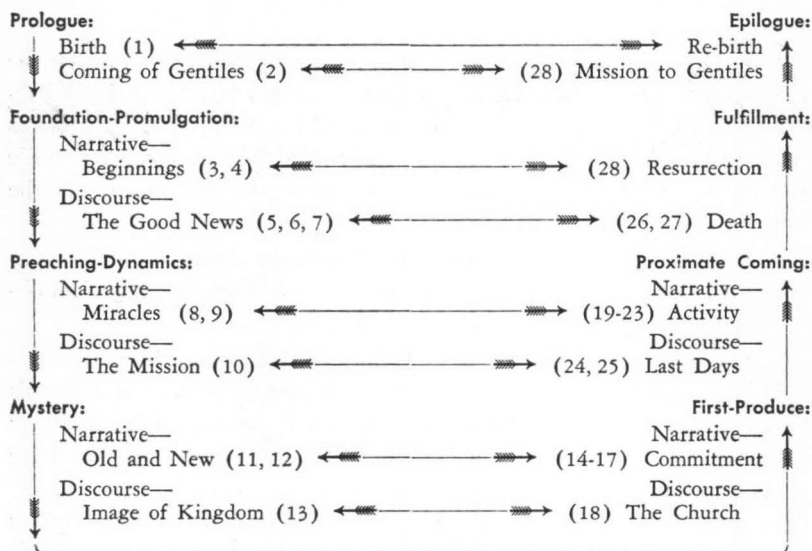 Prologue: Epilogue:
Birth (1) Re-birth
Coming of Gentiles (2) (28) Mission to Gentiles
Foundation-Promulgation: Fulfillment:
Narrative—
Beginnings (3, 4) (28) Resurrection
Discourse—
The Good News (5, 6, 7) (26, 27) Death
Preaching-Dynamics: Proximate Coming:
Narrative— Narrative—
Miracles (8, 9) (19-23) Activity
Discourse— Discourse—
The Mission (10) (24, 25) Last Days
Mystery: First-Produce:
Narrative— Narrative—
Old and New (11, 12) (14-17) Commitment
Discourse— Discourse—
Image of Kingdom (13) (18) The Church